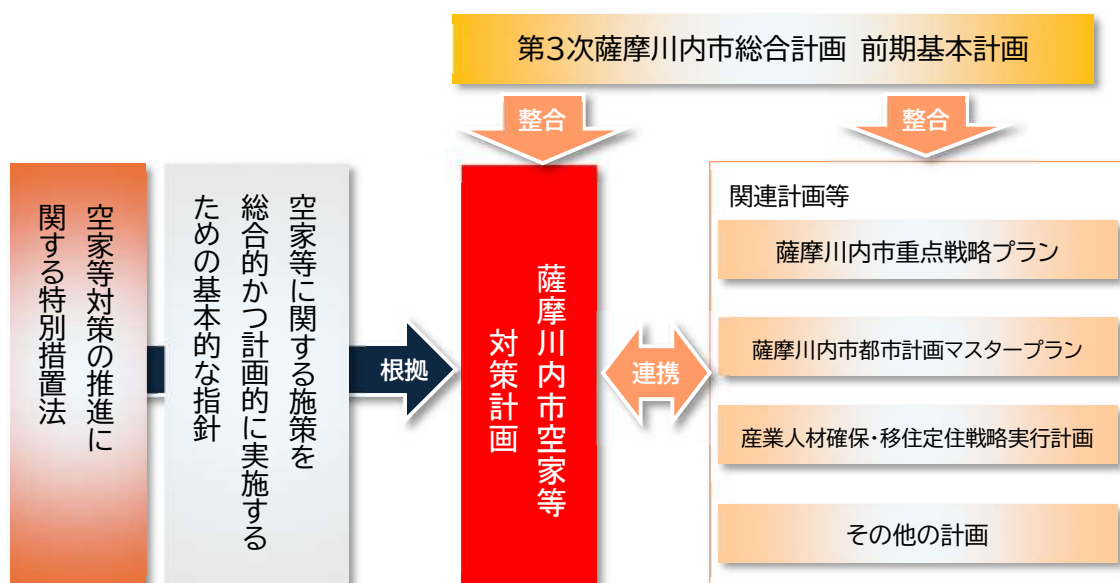 第3次薩摩川内市総合計画 前期基本計画
整合
整合
空家等対策の推進に
関する特別措置法
空家等に関する施策を
総合的かつ計画的に実施する
ための基本的な指針
根拠
薩摩川内市空家等
対策計画
連携
関連計画等
薩摩川内市重点戦略プラン
薩摩川内市都市計画マスタープラン
産業人材確保・移住定住戦略実行計画
その他の計画